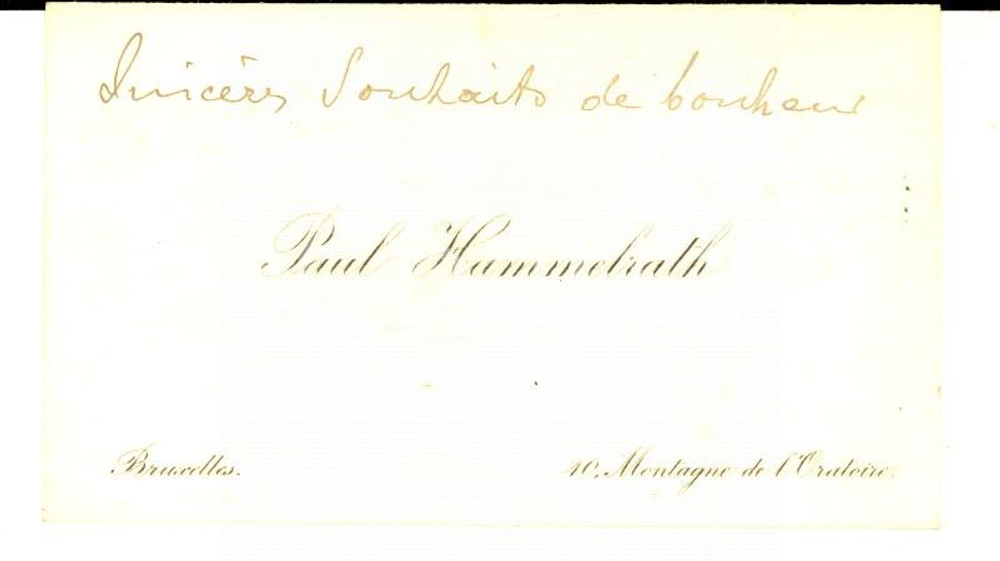 Sincères Souhaits de bonheur
Paul Hammelrath
Bruxelles.
10, Montagne de l'Oratoire.